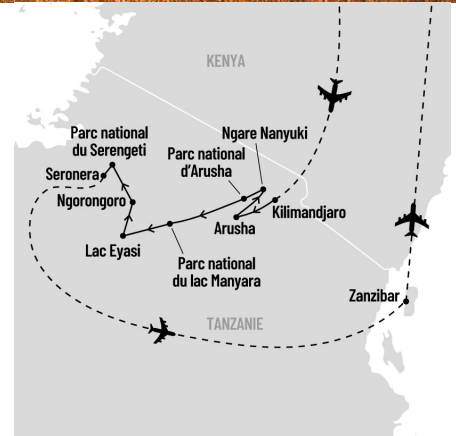 KENYA
Ngare Nanyuki
Parc national
du Serengeti
Parc national
d'Arusha
Seronera
Ngorongoro
Kilimandjaro
Arusha
Lac Eyasi
Parc national
du lac Manyara
Zanzibar
TANZANIE